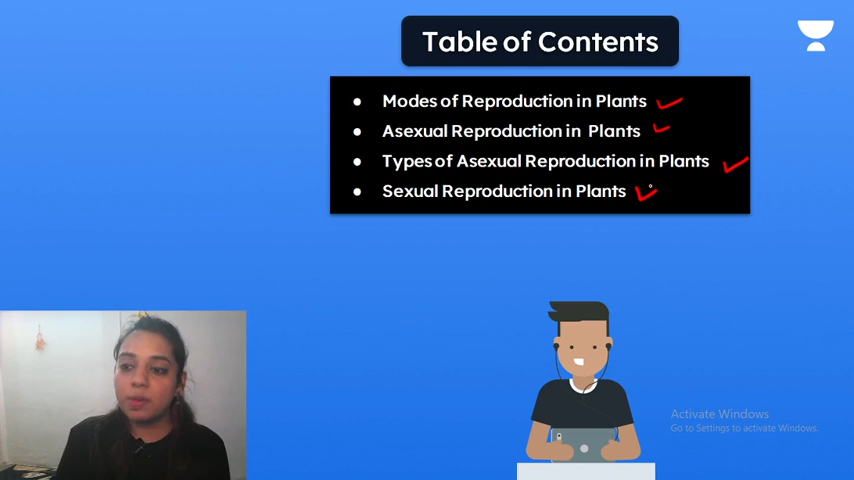 Table of Contents
● Modes of Reproduction in Plants
● Asexual Reproduction in Plants
● Types of Asexual Reproduction in Plants
● Sexual Reproduction in Plants
Activate Windows
Go to Settings to activate Windows.